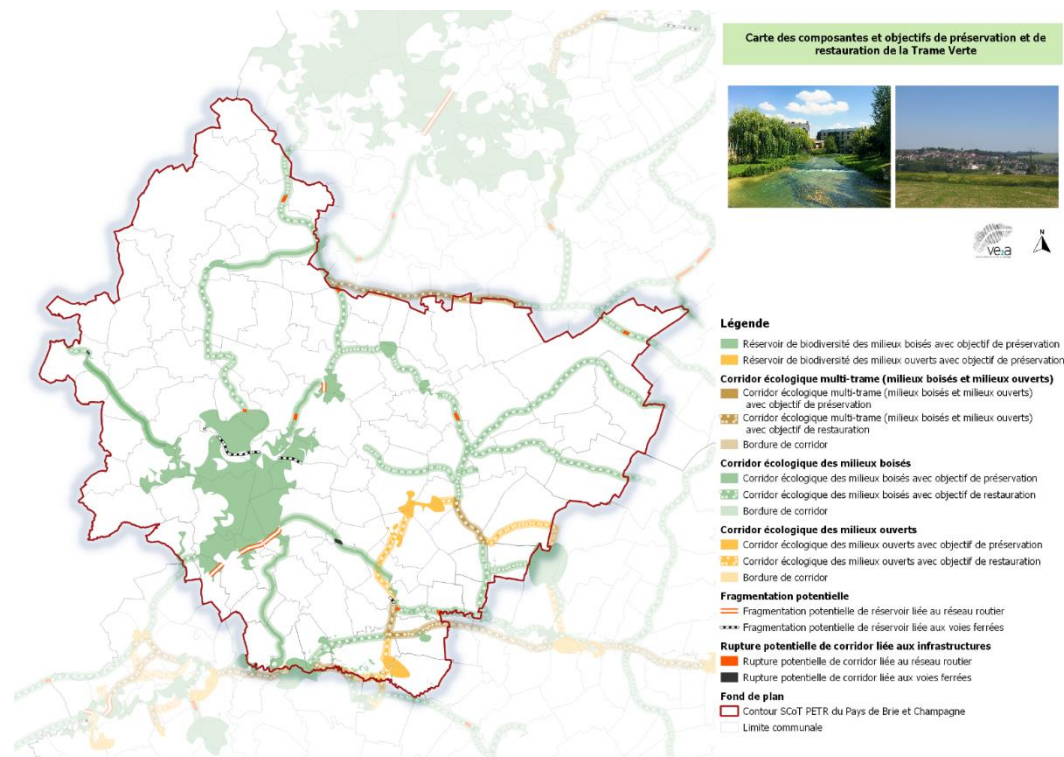 Carte des composantes et objectifs de préservation et de
restauration de la Trame Verte
ve2a
N
Légende
Réservoir de biodiversité des milieux boisés avec objectif de préservation
Réservoir de biodiversité des milieux ouverts avec objectif de préservation
Corridor écologique multi-trame (milieux boisés et milieux ouverts)
Corridor écologique multi-trame (milieux boisés et milieux ouverts)
avec objectif de préservation
Corridor écologique multi-trame (milieux boisés et milieux ouverts)
avec objectif de restauration
Bordure de corridor
Corridor écologique des milieux boisés
Corridor écologique des milieux boisés avec objectif de préservation
Corridor écologique des milieux boisés avec objectif de restauration
Bordure de corridor
Corridor écologique des milieux ouverts
Corridor écologique des milieux ouverts avec objectif de préservation
Corridor écologique des milieux ouverts avec objectif de restauration
Bordure de corridor
Fragmentation potentielle
Fragmentation potentielle de réservoir liée au réseau routier
Fragmentation potentielle de réservoir liée aux voies ferrées
Rupture potentielle de corridor liée aux infrastructures
Rupture potentielle de corridor liée au réseau routier
Rupture potentielle de corridor liée aux voies ferrées
Fond de plan
Contour SCoT PETR du Pays de Brie et Champagne
Limite communale